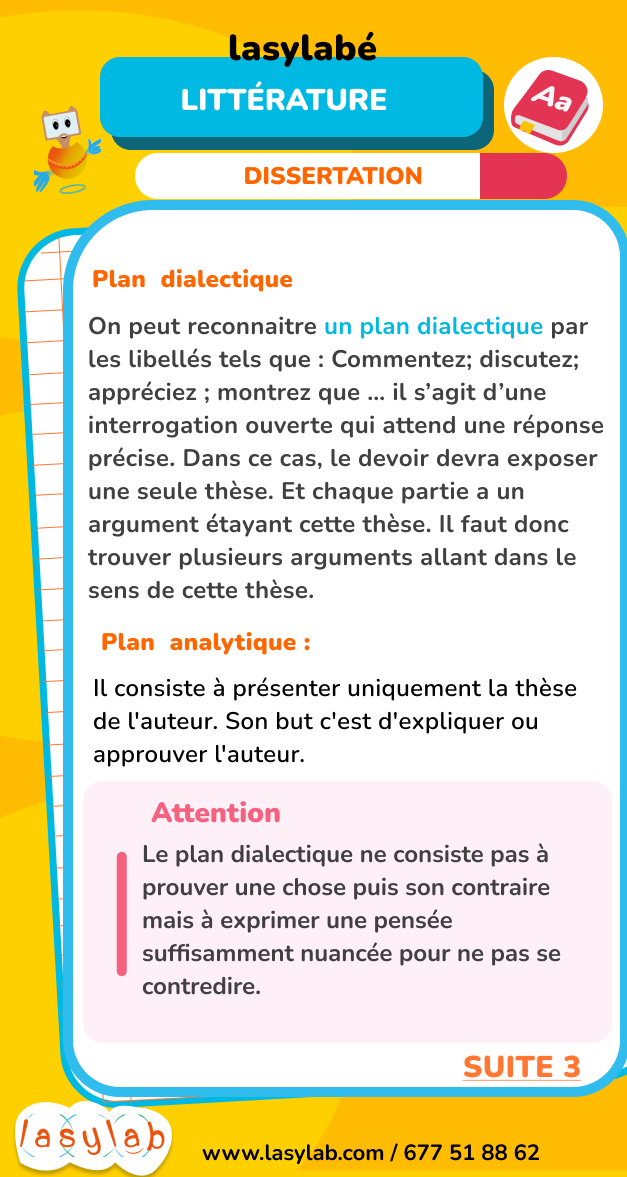 lasylabé
LITTÉRATURE
Aa
DISSERTATION
Plan dialectique
On peut reconnaitre un plan dialectique par
les libellés tels que : Commentez; discutez;
appréciez ; montrez que ... il s’agit d’une
interrogation ouverte qui attend une réponse
précise. Dans ce cas, le devoir devra exposer
une seule thèse. Et chaque partie a un
argument étayant cette thèse. Il faut donc
trouver plusieurs arguments allant dans le
sens de cette thèse.
Plan analytique :
Il consiste à présenter uniquement la thèse
de l'auteur. Son but c'est d'expliquer ou
approuver l'auteur.
Attention
Le plan dialectique ne consiste pas à
prouver une chose puis son contraire
mais à exprimer une pensée
suffisamment nuancée pour ne pas se
contredire.
SUITE 3
lasylab
www.lasylab.com / 677 51 88 62